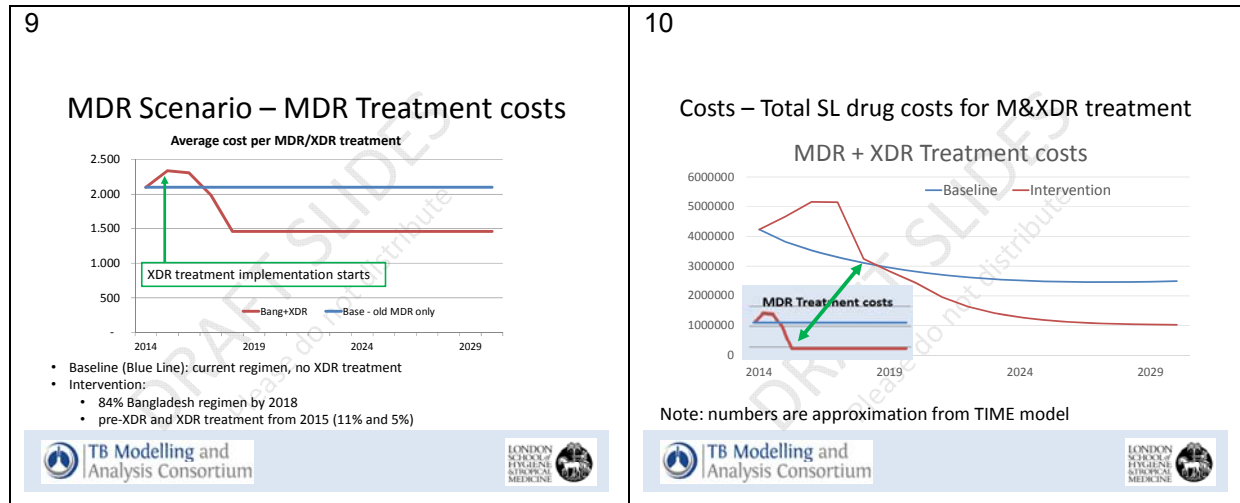 9
MDR Scenario – MDR Treatment costs
Average cost per MDR/XDR treatment
2.500
2.000
1.500
1.000
500
-
XDR treatment implementation starts
Bang+XDR
Base - old MDR only
2014
2019
2024
2029
• Baseline (Blue Line): current regimen, no XDR treatment
• Intervention:
• 84% Bangladesh regimen by 2018
• pre-XDR and XDR treatment from 2015 (11% and 5%)
DRAFT SLIDES
Please do not distribute
TB Modelling and
Analysis Consortium
LONDON
SCHOOL of
HYGIENE
& TROPICAL
MEDICINE
10
Costs – Total SL drug costs for M&XDR treatment
MDR + XDR Treatment costs
6000000
Baseline
Intervention
5000000
4000000
3000000
2000000
1000000
0
MDR Treatment costs
2014
2019
2024
2029
Note: numbers are approximation from TIME model
DRAFT SLIDES
Please do not distribute
TB Modelling and
Analysis Consortium
LONDON
SCHOOL of
HYGIENE
& TROPICAL
MEDICINE